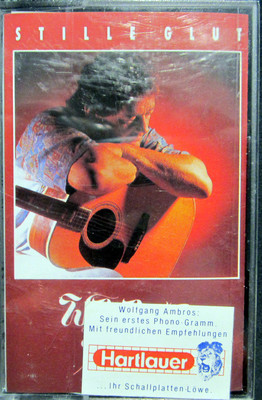 STILLE GLUT
Wolfgang Ambros:
Sein erstes Phono-Gramm.
Mit freundlichen Empfehlungen
Hartlauer
...Ihr Schallplatten-Löwe.